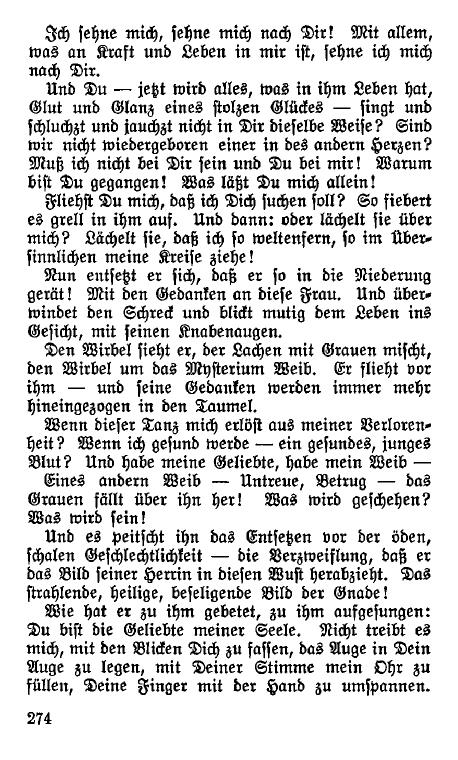 Ich sehne mich, sehne mich nach Dir! Mit allem,
was an Kraft und Leben in mir ist, sehne ich mich
nach Dir.
Und Du — jetzt wird alles, was in ihm Leben hat,
Glut und Glanz eines stolzen Glückes — singt und
schluchzt und jauchzt nicht in Dir dieselbe Weise? Sind
wir nicht wiedergeboren einer in des andern Herzen?
Muß ich nicht bei Dir sein und Du bei mir! Warum
bist Du gegangen! Was läßt Du mich allein!
Fliehst Du mich, daß ich Dich suchen soll? So fiebert
es grell in ihm auf. Und dann: oder lächelt sie über
mich? Lächelt sie, daß ich so weltenfern, so im Über-
sinnlichen meine Kreise ziehe!
Nun entsetzt er sich, daß er so in die Niederung
gerät! Mit den Gedanken an diese Frau. Und über-
windet den Schreck und blickt mutig dem Leben ins
Gesicht, mit seinen Knabenaugen.
Den Wirbel sieht er, der Lachen mit Grauen mischt,
den Wirbel um das Mysterium Weib. Er flieht vor
ihm — und seine Gedanken werden immer mehr
hineingezogen in den Taumel.
Wenn dieser Tanz mich erlöst aus meiner Verloren-
heit? Wenn ich gesund werde — ein gesundes, junges
Blut? Und habe meine Geliebte, habe mein Weib —
Eines andern Weib — Untreue, Betrug — das
Grauen fällt über ihn her! Was wird geschehen?
Was wird sein!
Und es peitscht ihn das Entsetzen vor der öden,
schalen Geschlechtlichkeit — die Verzweiflung, daß er
das Bild seiner Herrin in diesen Wust herabzieht. Das
strahlende, heilige, beseligende Bild der Gnade!
Wie hat er zu ihm gebetet, zu ihm aufgesungen:
Du bist die Geliebte meiner Seele. Nicht treibt es
mich, mit den Blicken Dich zu fassen, das Auge in Dein
Auge zu legen, mit Deiner Stimme mein Ohr zu
füllen, Deine Finger mit der Hand zu umspannen.
274